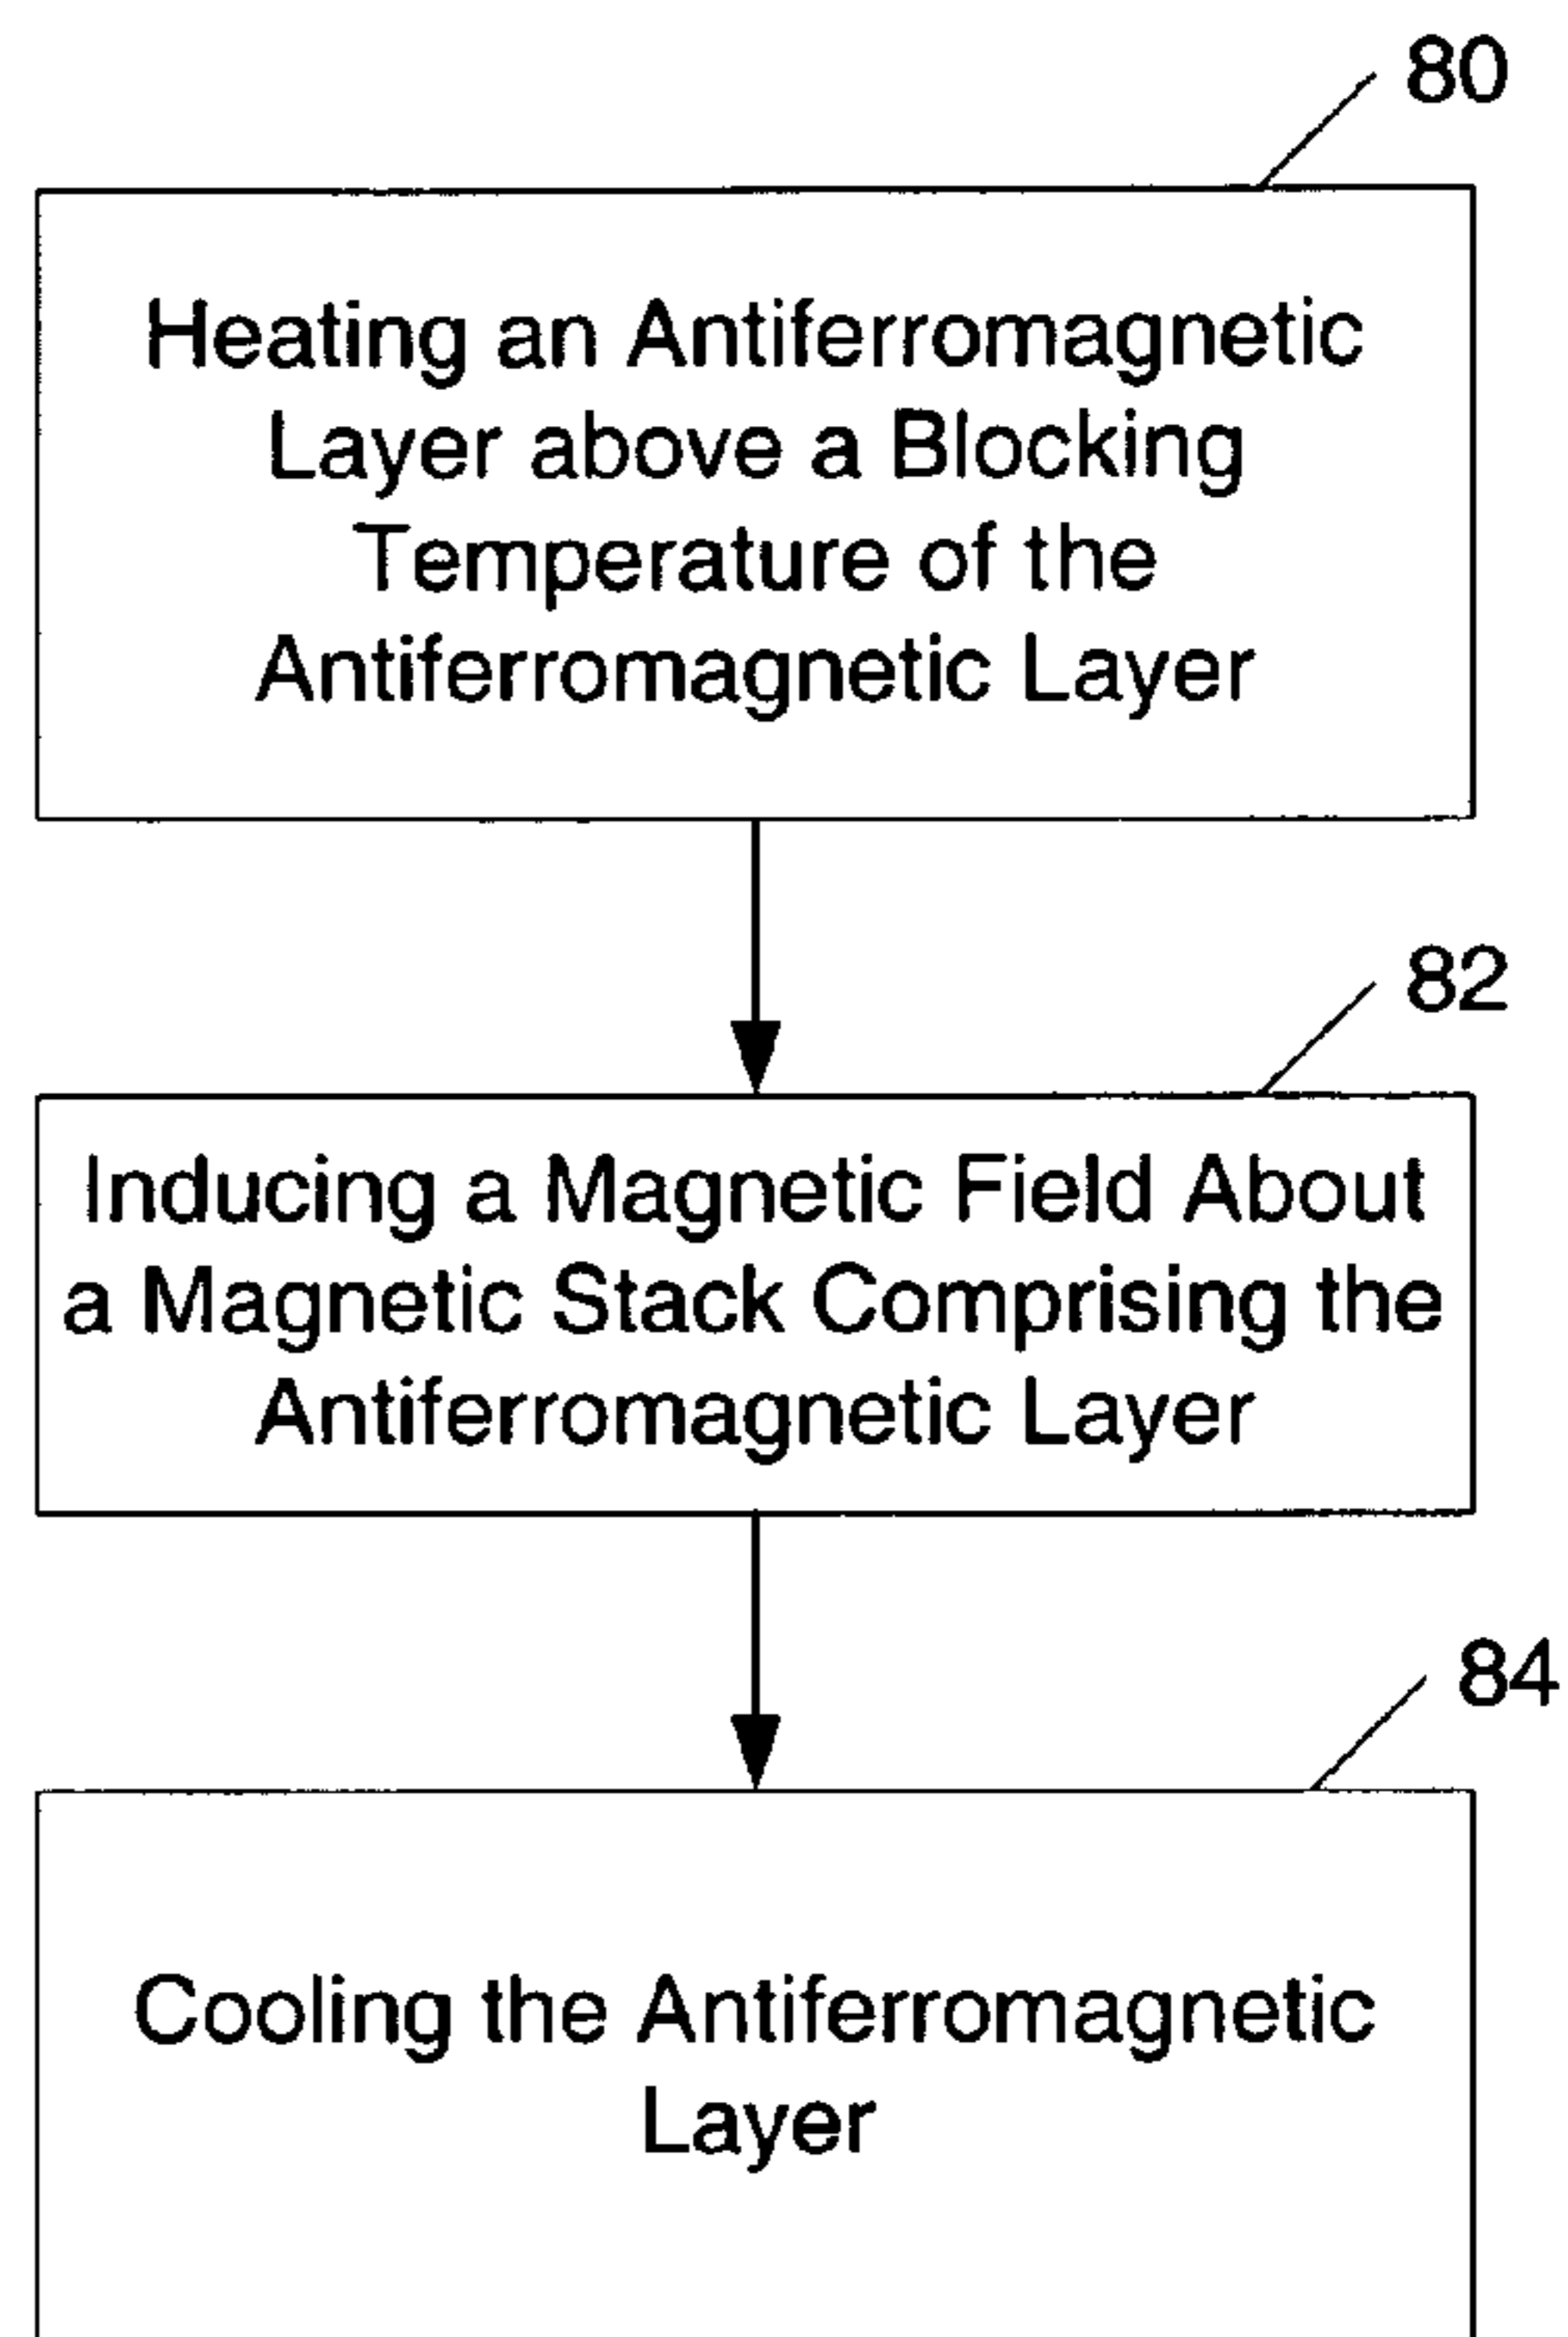 80
Heating an Antiferromagnetic
Layer above a Blocking
Temperature of the
Antiferromagnetic Layer
82
Inducing a Magnetic Field About
a Magnetic Stack Comprising the
Antiferromagnetic Layer
84
Cooling the Antiferromagnetic
Layer